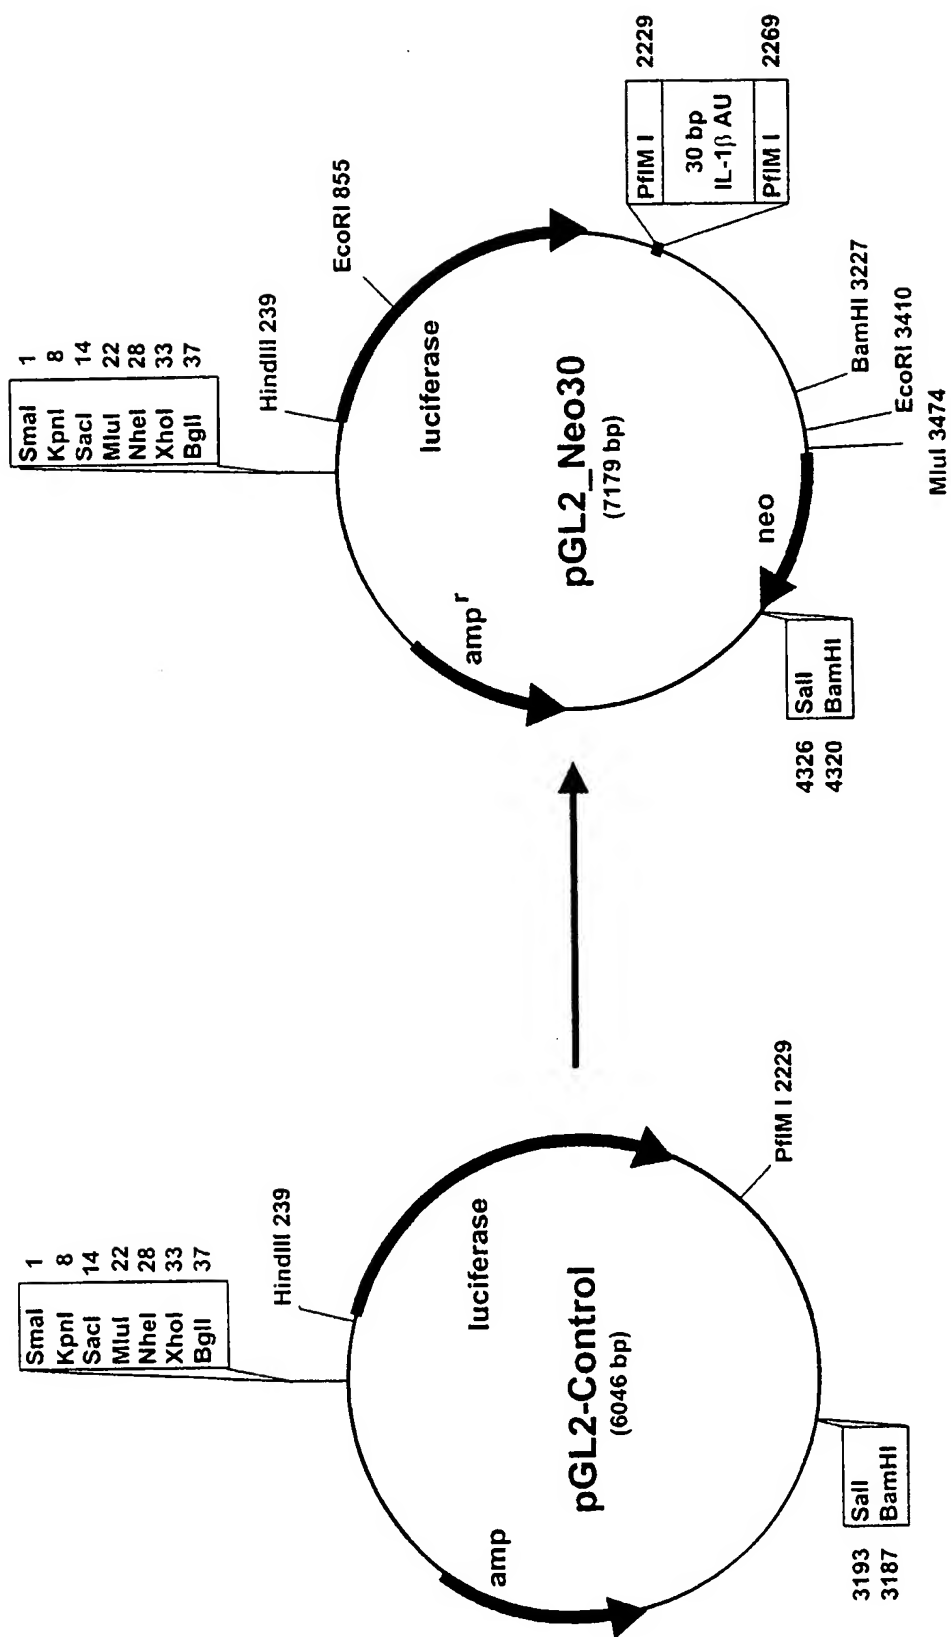 SmaI 1
KpnI 8
SacI 14
MluI 22
NheI 28
XhoI 33
BglI 37
HindIII 239
luciferase
amp
pGL2-Control
(6046 bp)
PflM I 2229
3193 SalI
3187 BamHI
SmaI 1
KpnI 8
SacI 14
MluI 22
NheI 28
XhoI 33
BglI 37
HindIII 239
EcoRI 855
luciferase
amp r
pGL2_Neo30
(7179 bp)
PflM I 2229
30 bp
IL-1β AU
PflM I 2269
neo
BamHI 3227
EcoRI 3410
MluI 3474
4326 SalI
4320 BamHI